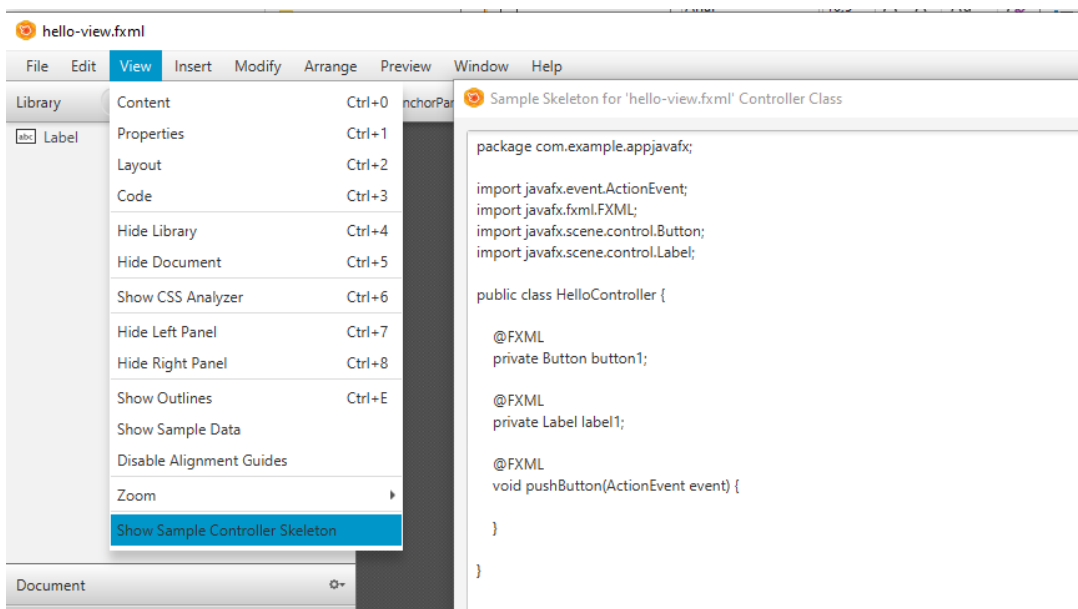 hello-view.fxml
File Edit View Insert Modify Arrange Preview Window Help
Library
nchorPar
abc Label
Content Ctrl+0
Properties Ctrl+1
Layout Ctrl+2
Code Ctrl+3
Hide Library Ctrl+4
Hide Document Ctrl+5
Show CSS Analyzer Ctrl+6
Hide Left Panel Ctrl+7
Hide Right Panel Ctrl+8
Show Outlines Ctrl+E
Show Sample Data
Disable Alignment Guides
Zoom
Show Sample Controller Skeleton
Document
Sample Skeleton for 'hello-view.fxml' Controller Class
package com.example.appjavafx;
import javafx.event.ActionEvent;
import javafx.fxml.FXML;
import javafx.scene.control.Button;
import javafx.scene.control.Label;
public class HelloController {
@FXML
private Button button1;
@FXML
private Label label1;
@FXML
void pushButton(ActionEvent event) {
}
}